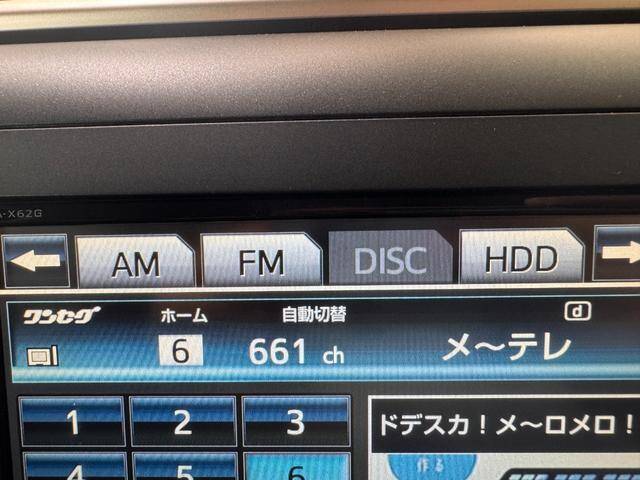 A-X62G
AM FM DISC HDD
ワンセグ ホーム 自動切替 d
6 661 ch メ〜テレ
1 2 3 ドデスカ!メ〜ロメロ!
4 5 6 作る